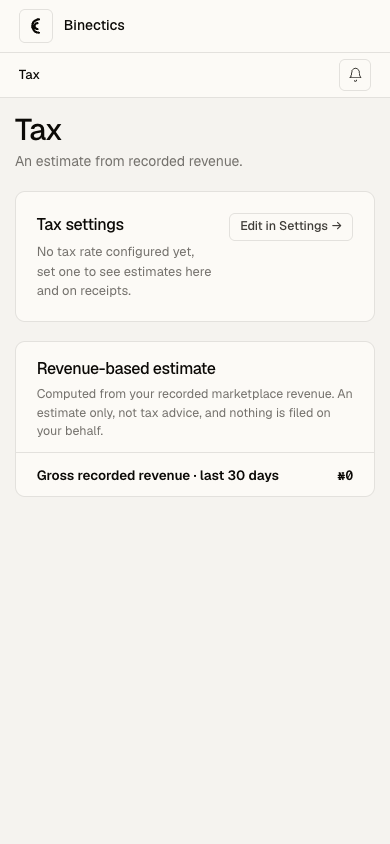 Binectics
Tax
Tax
An estimate from recorded revenue.
Tax settings
Edit in Settings →
No tax rate configured yet,
set one to see estimates here
and on receipts.
Revenue-based estimate
Computed from your recorded marketplace revenue. An
estimate only, not tax advice, and nothing is filed on
your behalf.
Gross recorded revenue · last 30 days
₦0